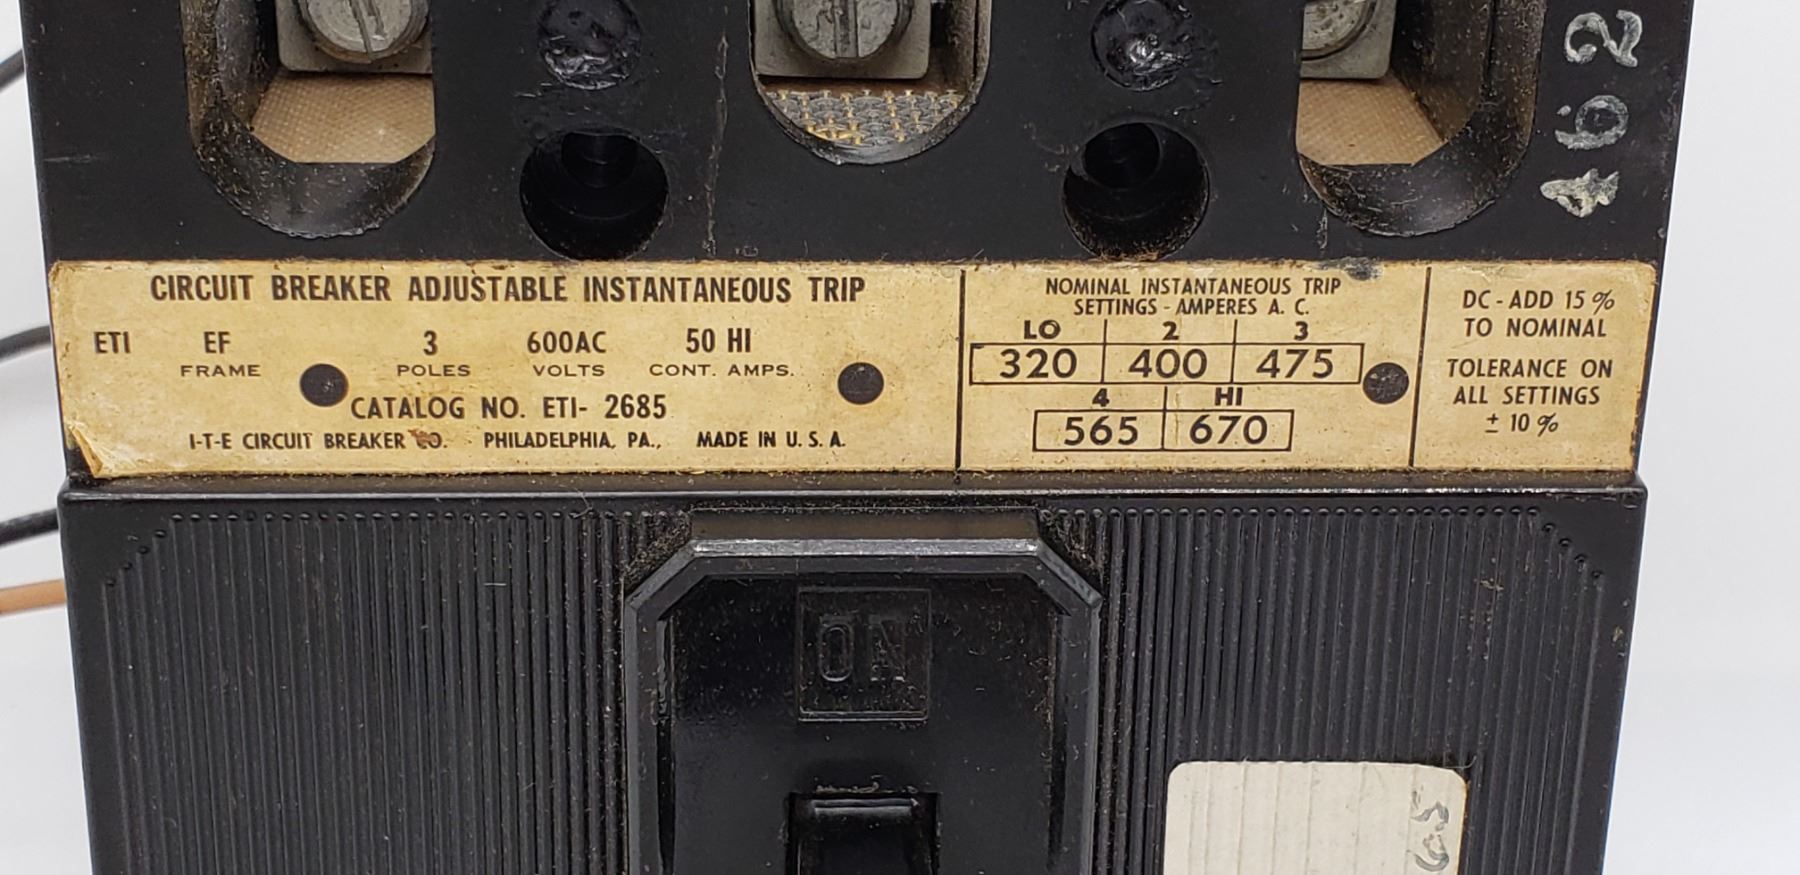 462
CIRCUIT BREAKER ADJUSTABLE INSTANTANEOUS TRIP
ETI EF 3 600AC 50 HI
FRAME POLES VOLTS CONT. AMPS.
CATALOG NO. ETI- 2685
I-T-E CIRCUIT BREAKER CO. PHILADELPHIA, PA., MADE IN U. S. A.
NOMINAL INSTANTANEOUS TRIP
SETTINGS - AMPERES A. C.
LO 2 3
320 400 475
4 HI
565 670
DC - ADD 15 %
TO NOMINAL
TOLERANCE ON
ALL SETTINGS
± 10 %
ON